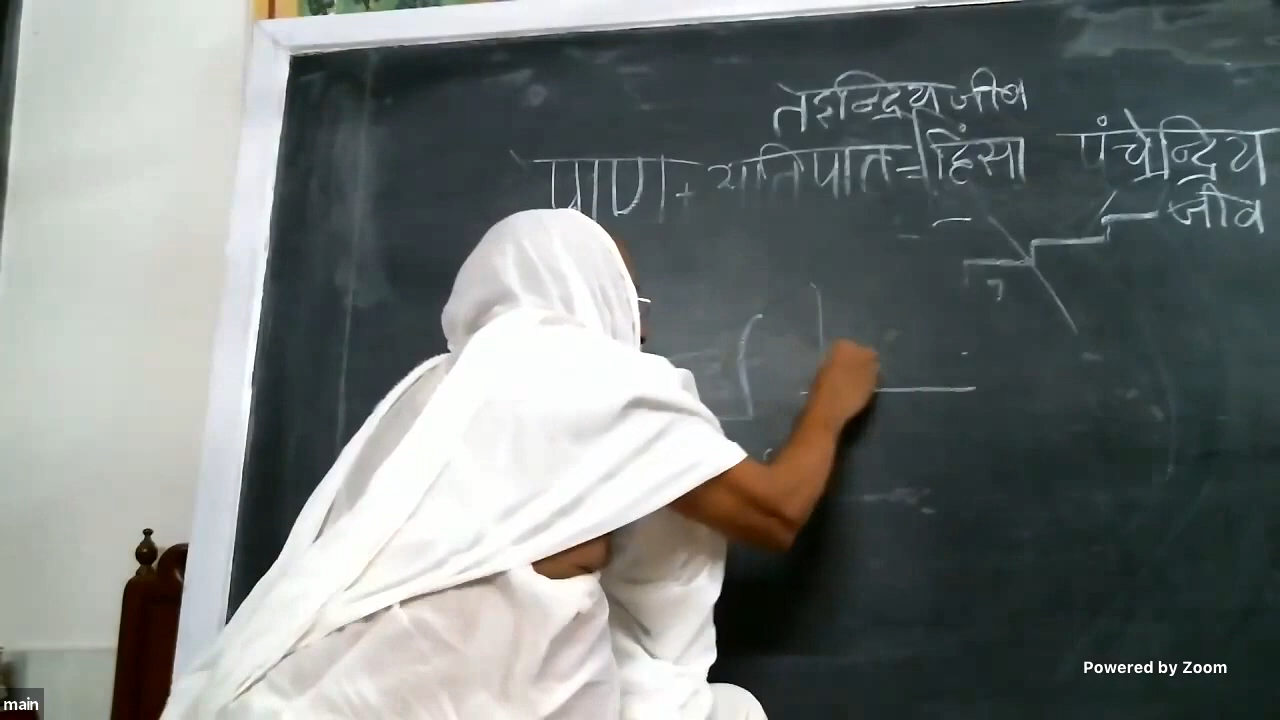 तेइन्द्रिय जीव
प्राण + अतिपात = हिंसा
पंचेन्द्रिय
जीव
Powered by Zoom
main